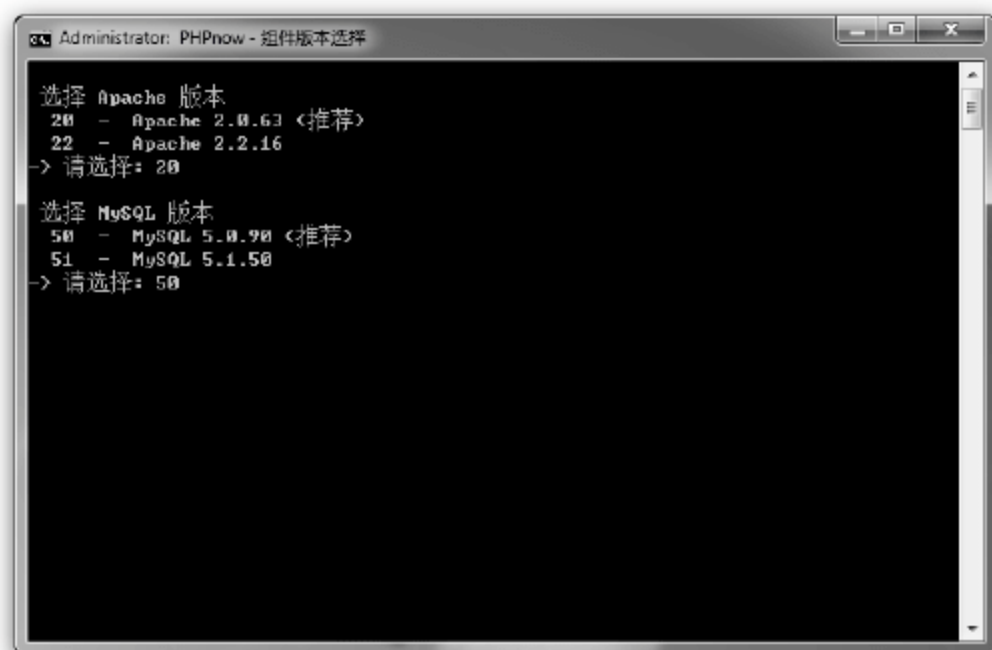 Administrator: PHPnow - 组件版本选择
选择 Apache 版本
20 - Apache 2.0.63 <推荐>
22 - Apache 2.2.16
-> 请选择: 20
选择 MySQL 版本
50 - MySQL 5.0.90 <推荐>
51 - MySQL 5.1.50
-> 请选择: 50